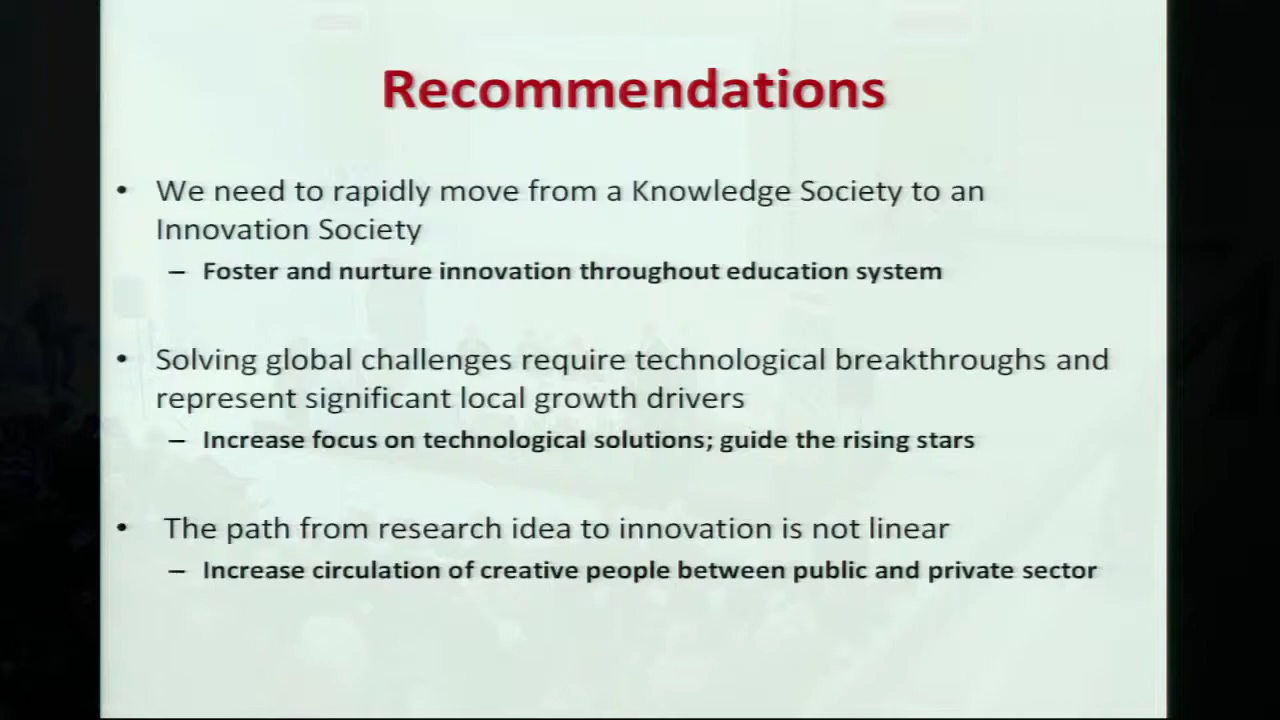 Recommendations
• We need to rapidly move from a Knowledge Society to an
Innovation Society
– Foster and nurture innovation throughout education system
• Solving global challenges require technological breakthroughs and
represent significant local growth drivers
– Increase focus on technological solutions; guide the rising stars
• The path from research idea to innovation is not linear
– Increase circulation of creative people between public and private sector